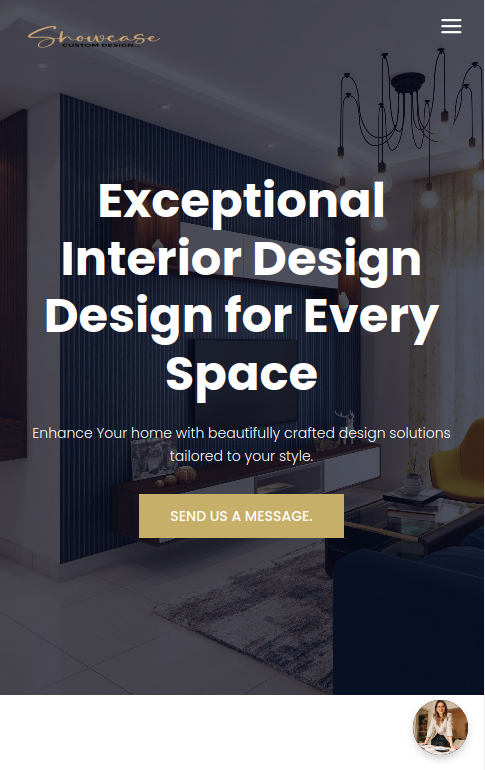 Showcase
CUSTOM DESIGN
Exceptional
Interior Design
Design for Every
Space
Enhance Your home with beautifully crafted design solutions
tailored to your style.
SEND US A MESSAGE.